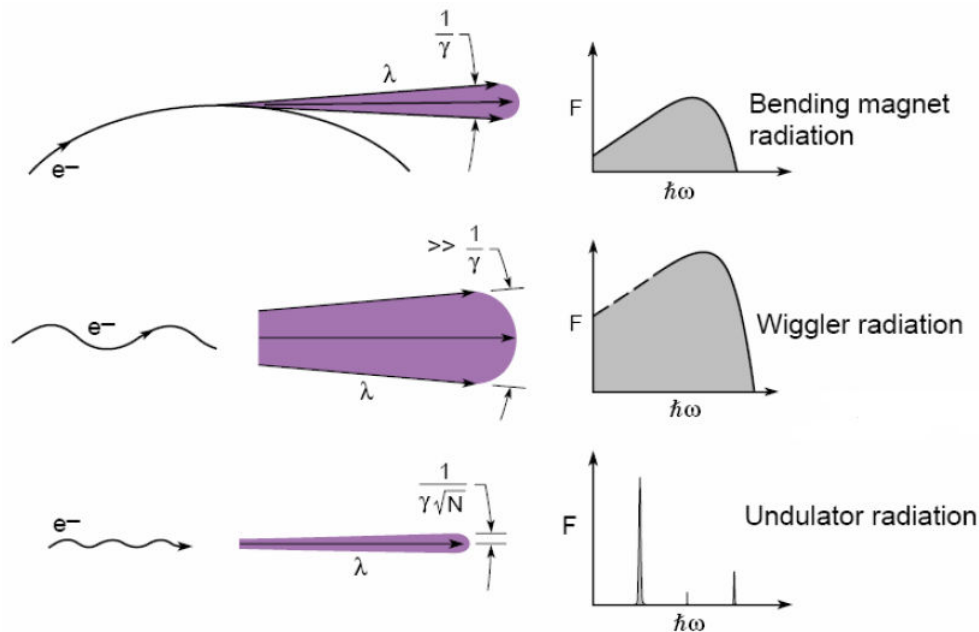 1/γ
λ
e−
F
ħω
Bending magnet
radiation
>> 1/γ
e−
λ
F
ħω
Wiggler radiation
1/γ√N
e−
λ
F
ħω
Undulator radiation